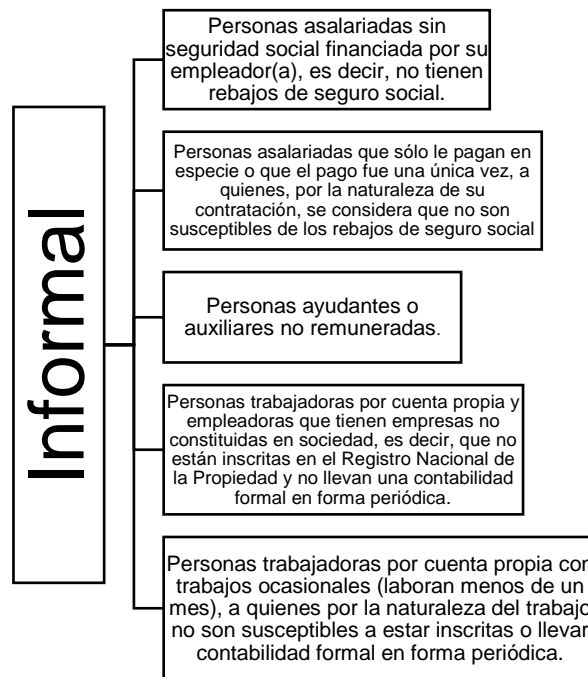 Informal
Personas asalariadas sin
seguridad social financiada por su
empleador(a), es decir, no tienen
rebajos de seguro social.
Personas asalariadas que sólo le pagan en
especie o que el pago fue una única vez, a
quienes, por la naturaleza de su
contratación, se considera que no son
susceptibles de los rebajos de seguro social
Personas ayudantes o
auxiliares no remuneradas.
Personas trabajadoras por cuenta propia y
empleadoras que tienen empresas no
constituidas en sociedad, es decir, que no
están inscritas en el Registro Nacional de
la Propiedad y no llevan una contabilidad
formal en forma periódica.
Personas trabajadoras por cuenta propia con
trabajos ocasionales (laboran menos de un
mes), a quienes por la naturaleza del trabajo
no son susceptibles a estar inscritas o llevar
contabilidad formal en forma periódica.